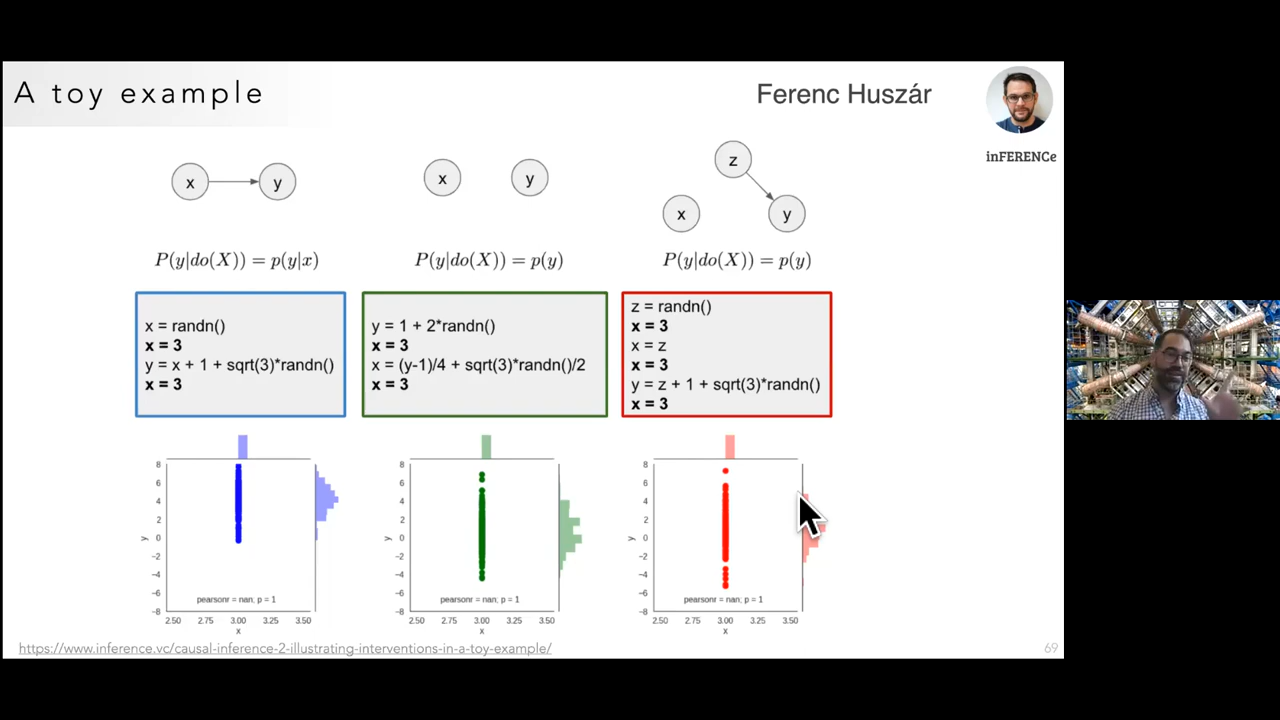 A toy example
Ferenc Huszár
inFERENCe
x
y
x
y
z
x
y
P(y|do(X)) = p(y|x)
P(y|do(X)) = p(y)
P(y|do(X)) = p(y)
x = randn()
x = 3
y = x + 1 + sqrt(3)*randn()
x = 3
y = 1 + 2*randn()
x = 3
x = (y-1)/4 + sqrt(3)*randn()/2
x = 3
z = randn()
x = 3
x = z
x = 3
y = z + 1 + sqrt(3)*randn()
x = 3
8
6
4
2
0
−2
−4
−6
−8
y
pearsonr = nan; p = 1
2.50 2.75 3.00 3.25 3.50
x
8
6
4
2
0
−2
−4
−6
−8
y
pearsonr = nan; p = 1
2.50 2.75 3.00 3.25 3.50
x
8
6
4
2
0
−2
−4
−6
−8
y
pearsonr = nan; p = 1
2.50 2.75 3.00 3.25 3.50
x
https://www.inference.vc/causal-inference-2-illustrating-interventions-in-a-toy-example/
69